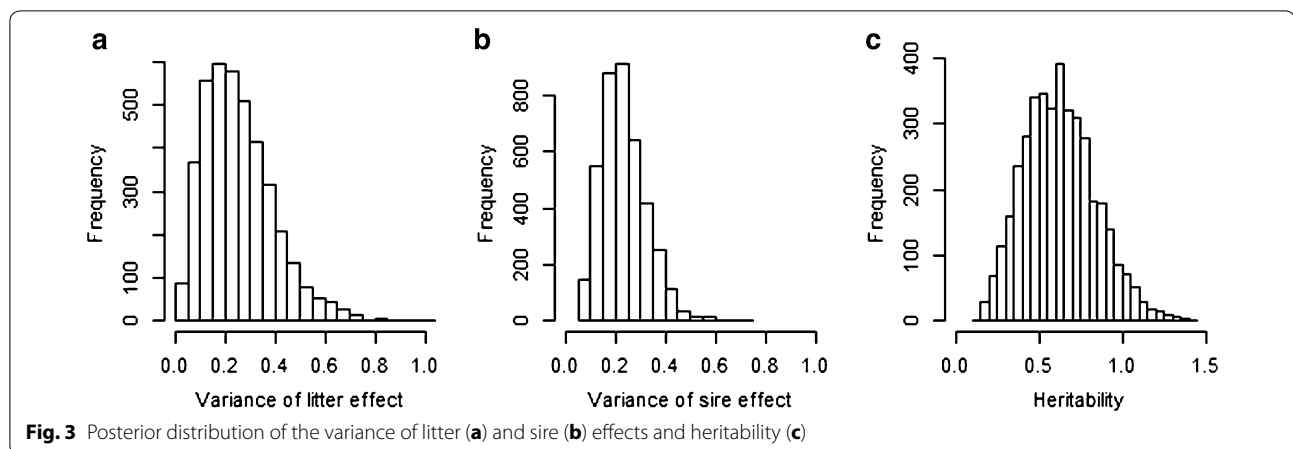 a
b
c
Frequency
0
100
300
500
0.0 0.2 0.4 0.6 0.8 1.0
Variance of litter effect
Frequency
0
200
400
600
800
0.0 0.2 0.4 0.6 0.8 1.0
Variance of sire effect
Frequency
0
100
200
300
400
0.0 0.5 1.0 1.5
Heritability
Fig. 3 Posterior distribution of the variance of litter (a) and sire (b) effects and heritability (c)